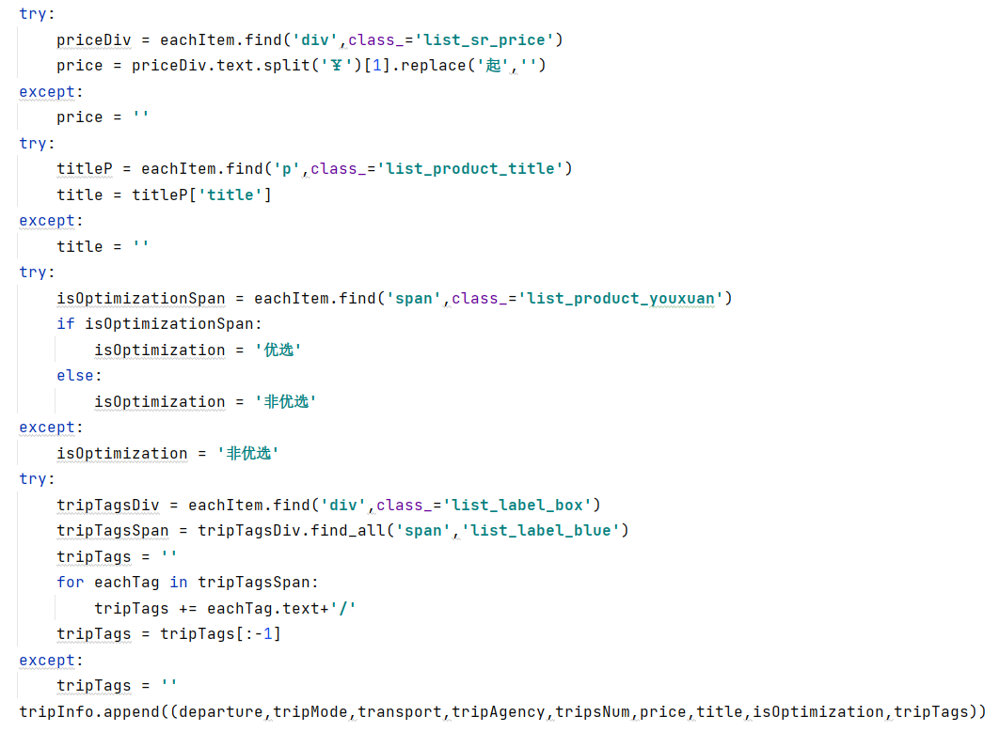 try:
    priceDiv = eachItem.find('div',class_='list_sr_price')
    price = priceDiv.text.split('¥')[1].replace('起','')
except:
    price = ''
try:
    titleP = eachItem.find('p',class_='list_product_title')
    title = titleP['title']
except:
    title = ''
try:
    isOptimizationSpan = eachItem.find('span',class_='list_product_youxuan')
    if isOptimizationSpan:
        isOptimization = '优选'
    else:
        isOptimization = '非优选'
except:
    isOptimization = '非优选'
try:
    tripTagsDiv = eachItem.find('div',class_='list_label_box')
    tripTagsSpan = tripTagsDiv.find_all('span','list_label_blue')
    tripTags = ''
    for eachTag in tripTagsSpan:
        tripTags += eachTag.text+'/'
    tripTags = tripTags[:-1]
except:
    tripTags = ''
tripInfo.append((departure,tripMode,transport,tripAgency,tripsNum,price,title,isOptimization,tripTags))